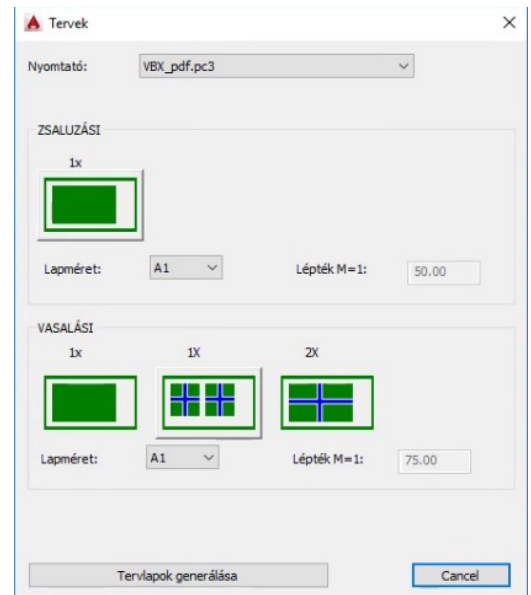 Tervek
Nyomtató: VBX_pdf.pc3
ZSALUZÁSI
1x
Lapméret: A1 Lépték M=1: 50.00
VASALÁSI
1x 1X 2X
Lapméret: A1 Lépték M=1: 75.00
Tervlapok generálása Cancel